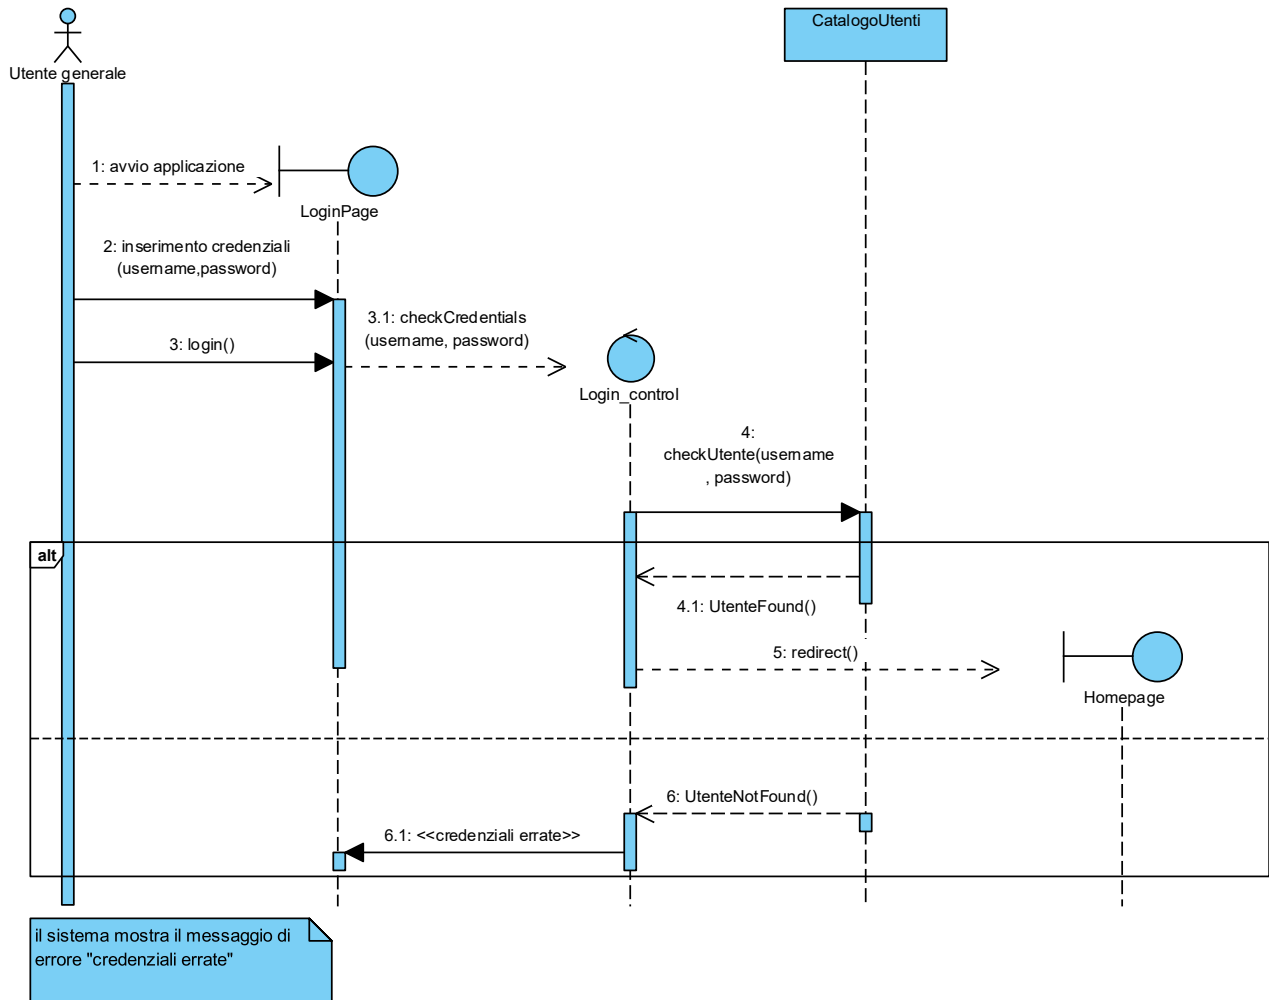 CatalogoUtenti
Utente generale
1: avvio applicazione
LoginPage
2: inserimento credenziali
(username,password)
3: login()
3.1: checkCredentials
(username, password)
Login_control
4:
checkUtente(username
, password)
alt
4.1: UtenteFound()
5: redirect()
Homepage
6: UtenteNotFound()
6.1: <<credenziali errate>>
il sistema mostra il messaggio di
errore "credenziali errate"